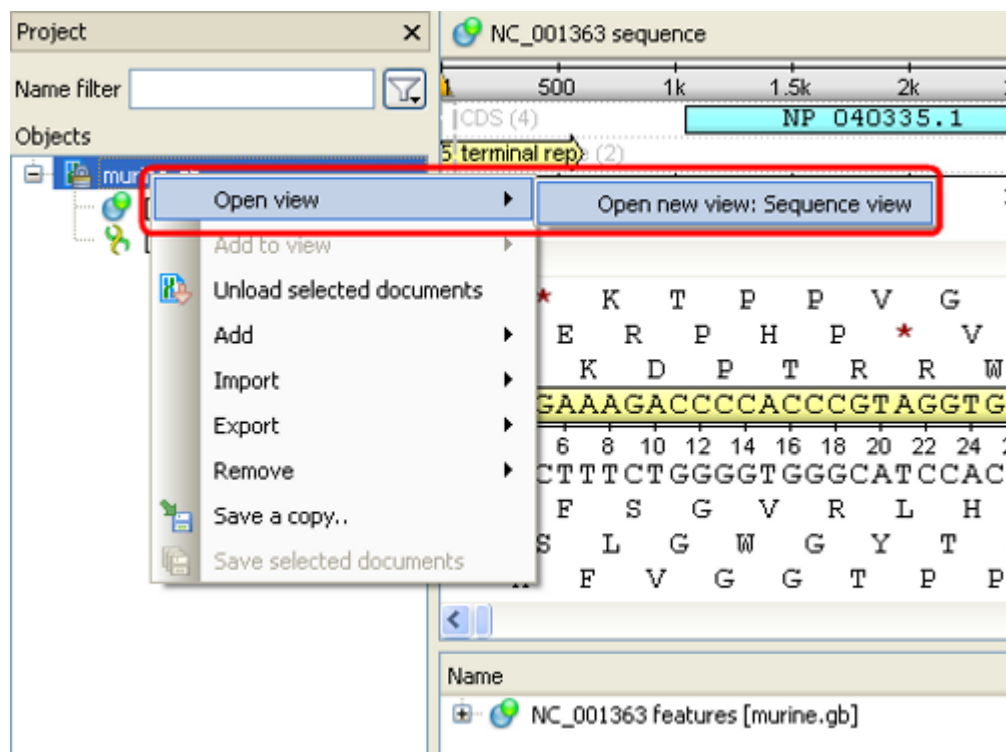 Project
NC_001363 sequence
Name filter
Objects
1 500 1k 1.5k 2k
CDS (4)
NP 040335.1
5 terminal rep (2)
murine.gb
Open view
Open new view: Sequence view
Add to view
Unload selected documents
Add
Import
Export
Remove
Save a copy..
Save selected documents
* K T P P V G
E R P H P * V
K D P T R R W
GAAAGACCCCACCCGTAGGTG
6 8 10 12 14 16 18 20 22 24
CTTTCTGGGGTGGGCATCCAC
F S G V R L H
S L G W G Y T
F V G G T P P
Name
NC_001363 features [murine.gb]